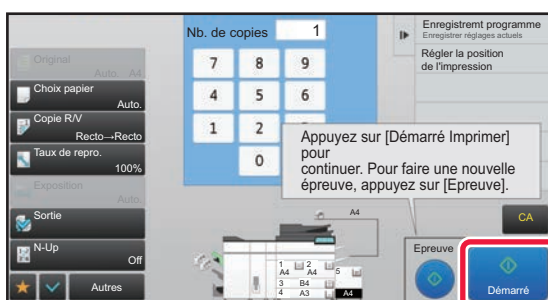 Original
Auto. A4
Choix papier
Auto.
Copie R/V
Recto→Recto
Taux de repro.
100%
Exposition
Auto.
Sortie
N-Up
Off
Autres
Nb. de copies
1
7 8 9
4 5 6
1 2
0
Appuyez sur [Démarré Imprimer]
pour
continuer. Pour faire une nouvelle
épreuve, appuyez sur [Epreuve].
A4
1 2 5
A4 A4
3 B4
4 A3 A4
Enregistremt programme
Enregistrer réglages actuels
Régler la position
de l'impression
CA
Epreuve
Démarré